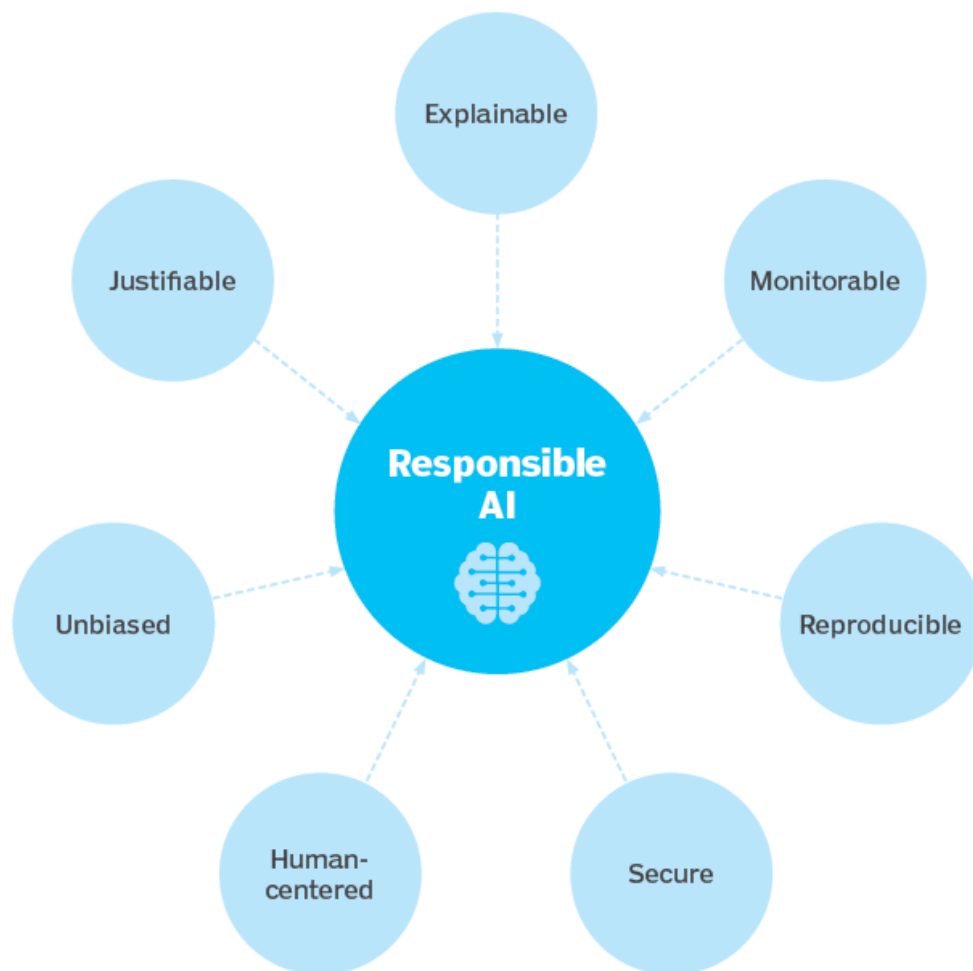 Explainable
Justifiable
Monitorable
Responsible
AI
Unbiased
Reproducible
Human-
centered
Secure